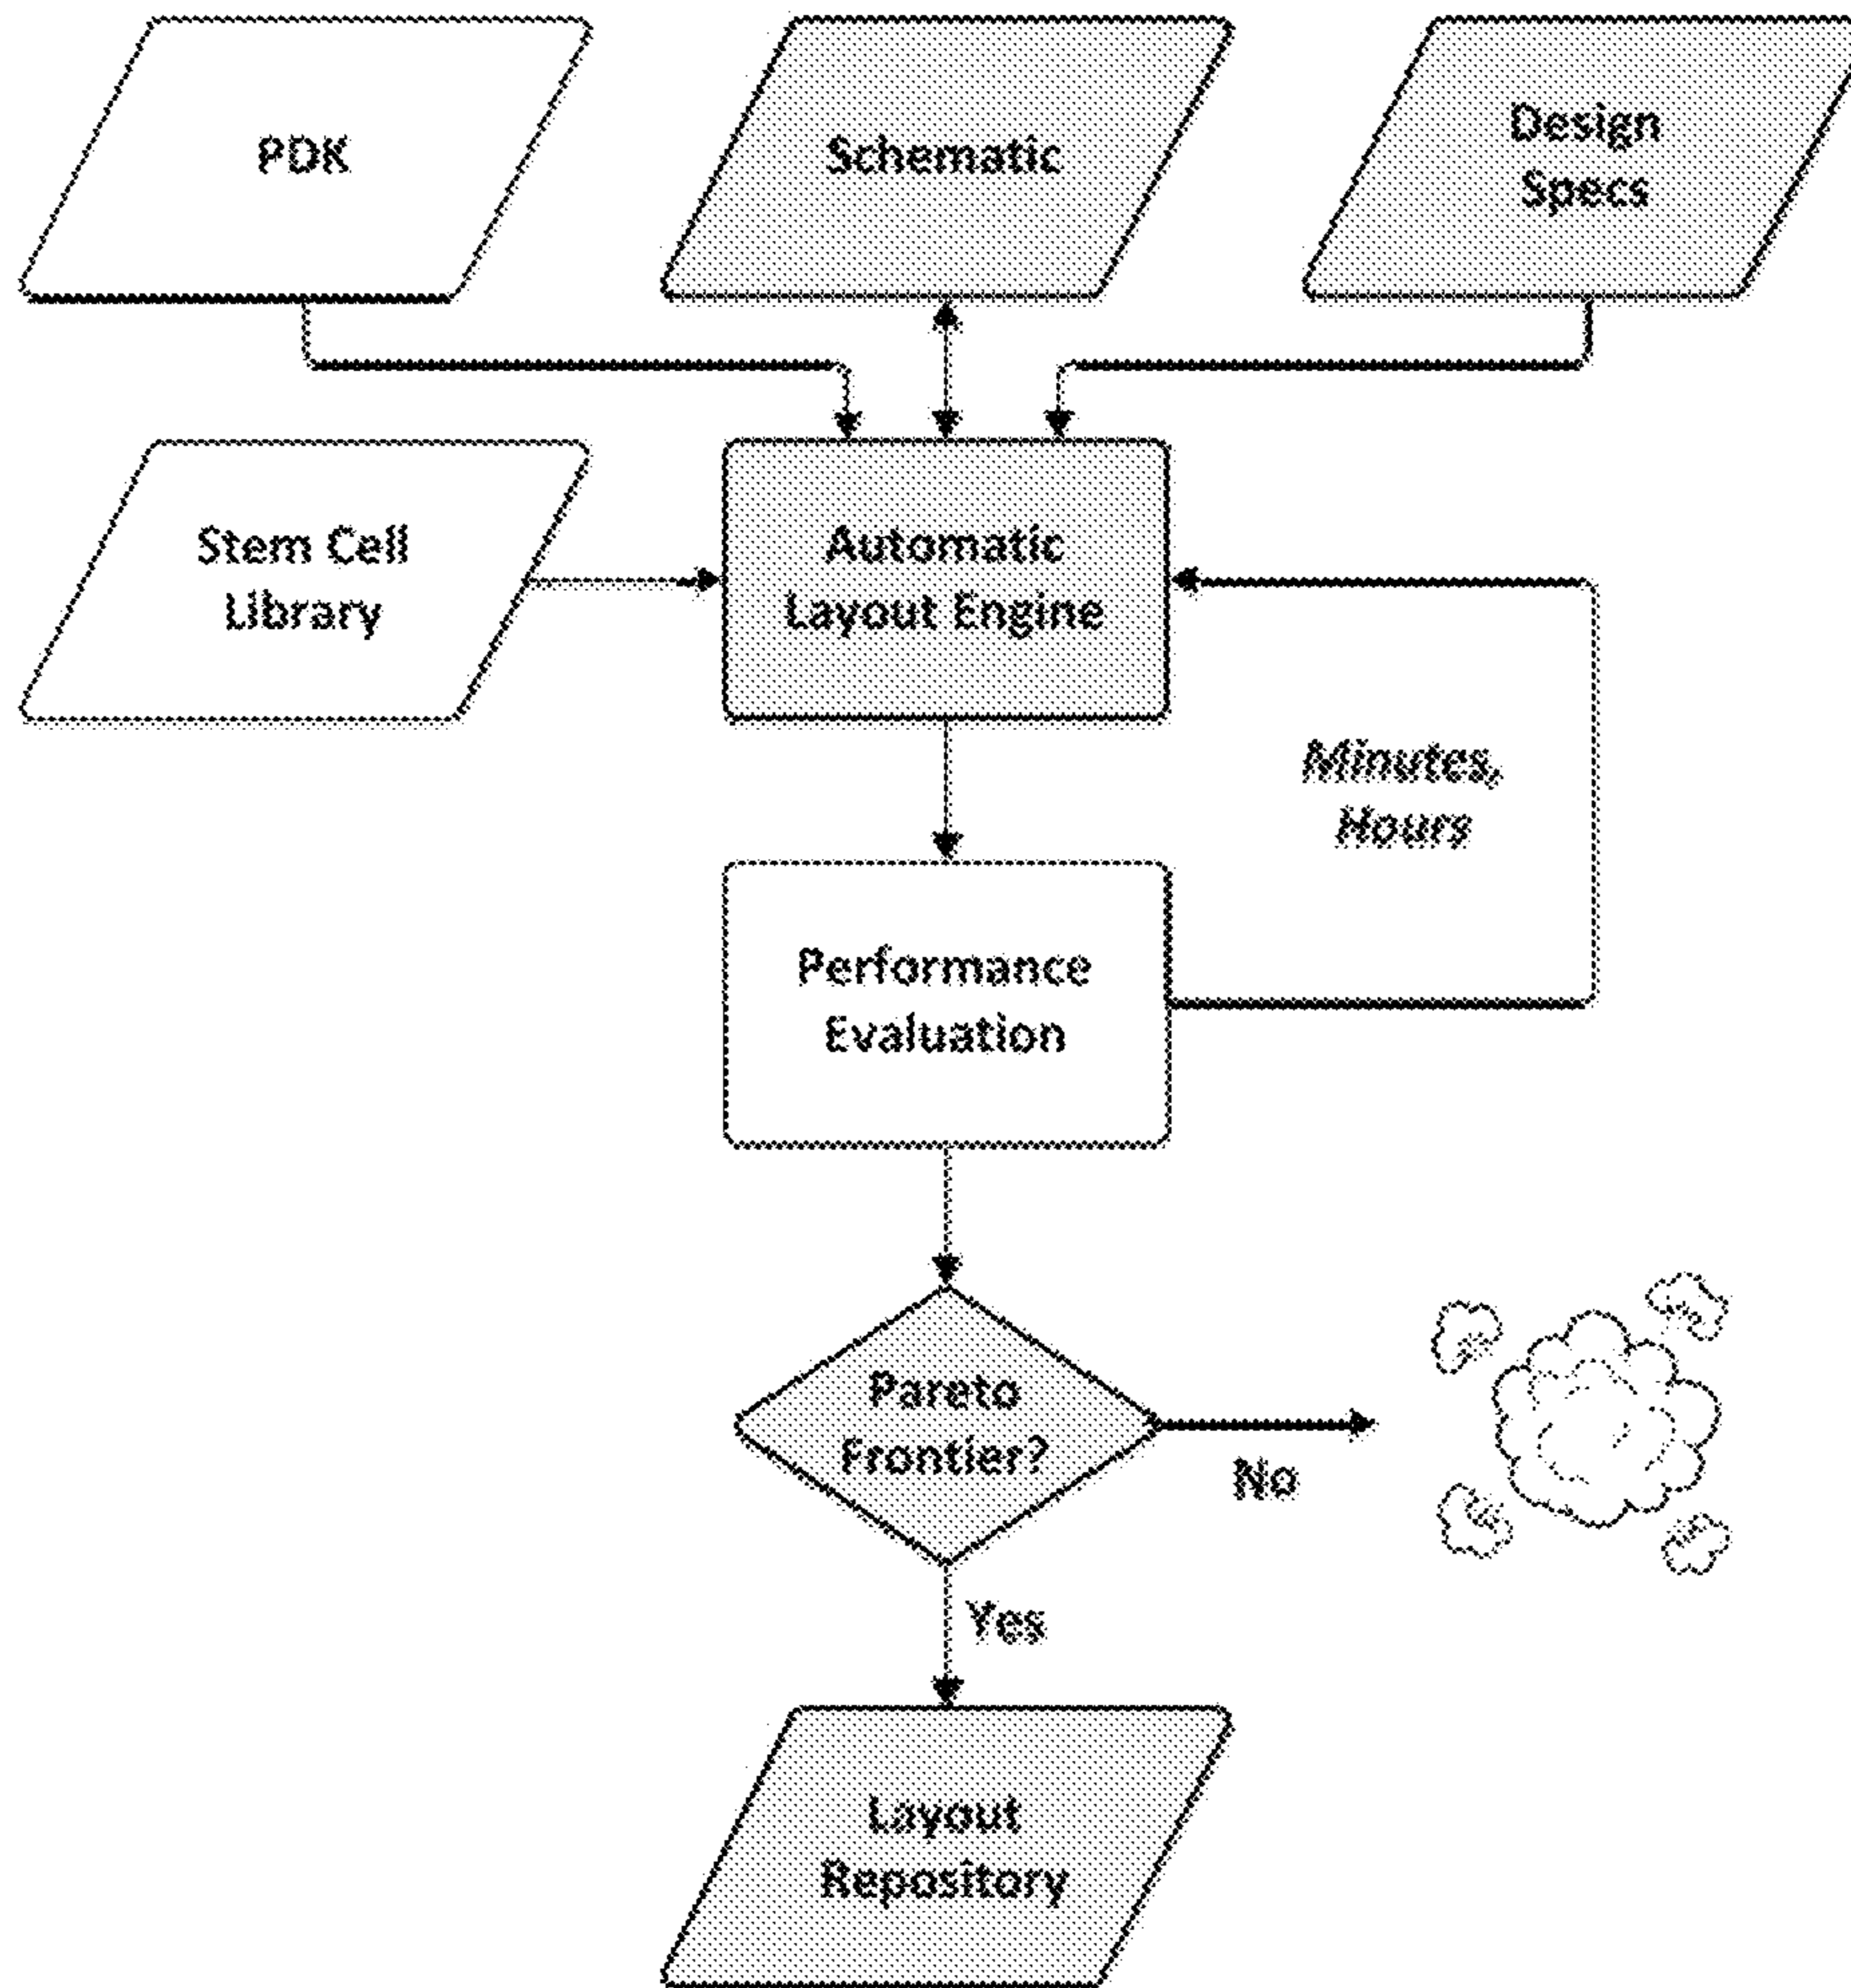 PDK
Schematic
Design
Specs
Stem Cell
Library
Automatic
Layout Engine
Minutes,
Hours
Performance
Evaluation
Pareto
Frontier?
No
Yes
Layout
Repository